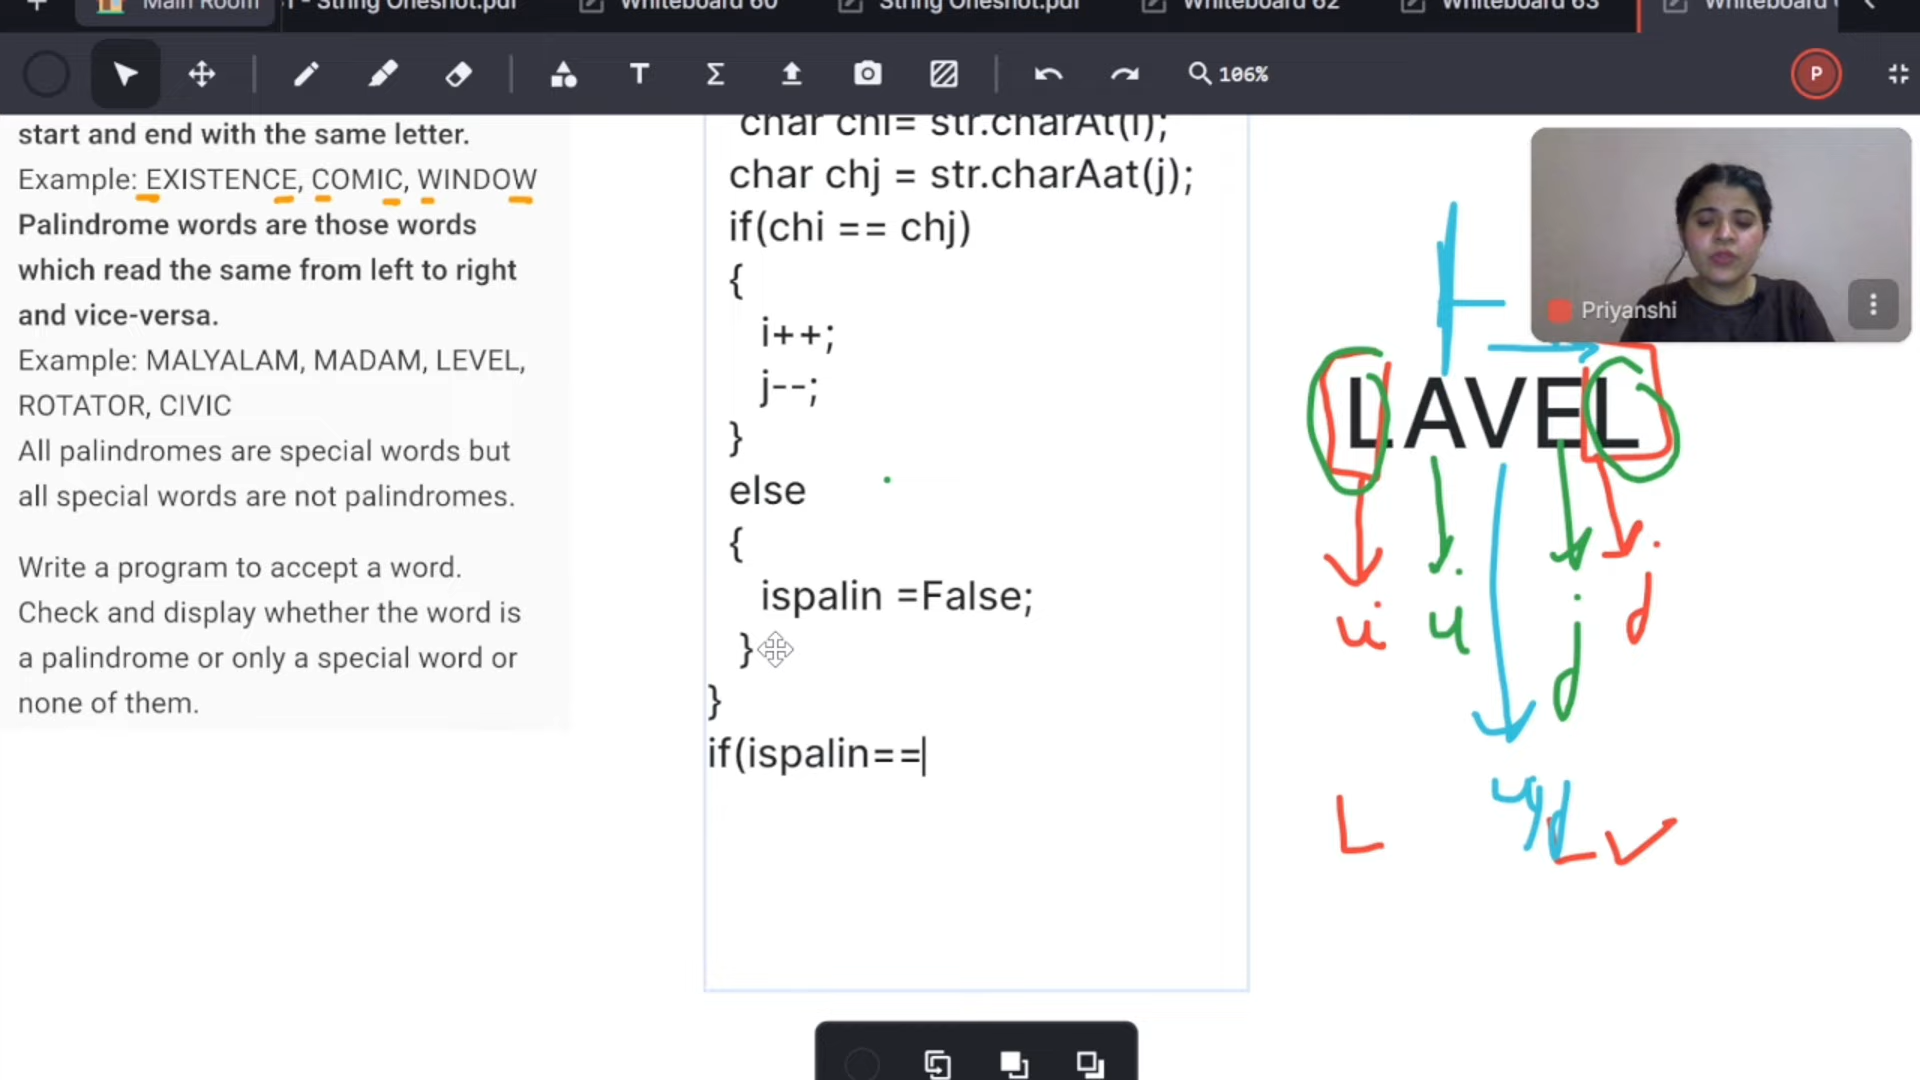 Main Room
- String Oneshot.pdf
Whiteboard 60
String Oneshot.pdf
Whiteboard 62
Whiteboard 63
Whiteboard
T
Σ
106%
P
start and end with the same letter.
Example: EXISTENCE, COMIC, WINDOW
Palindrome words are those words
which read the same from left to right
and vice-versa.
Example: MALYALAM, MADAM, LEVEL,
ROTATOR, CIVIC
All palindromes are special words but
all special words are not palindromes.
Write a program to accept a word.
Check and display whether the word is
a palindrome or only a special word or
none of them.
char chi= str.charAt(i);
char chj = str.charAat(j);
if(chi == chj)
{
i++;
j--;
}
else
{
ispalin =False;
}
}
if(ispalin==
Priyanshi
LAVEL
i i j j
L i/j L